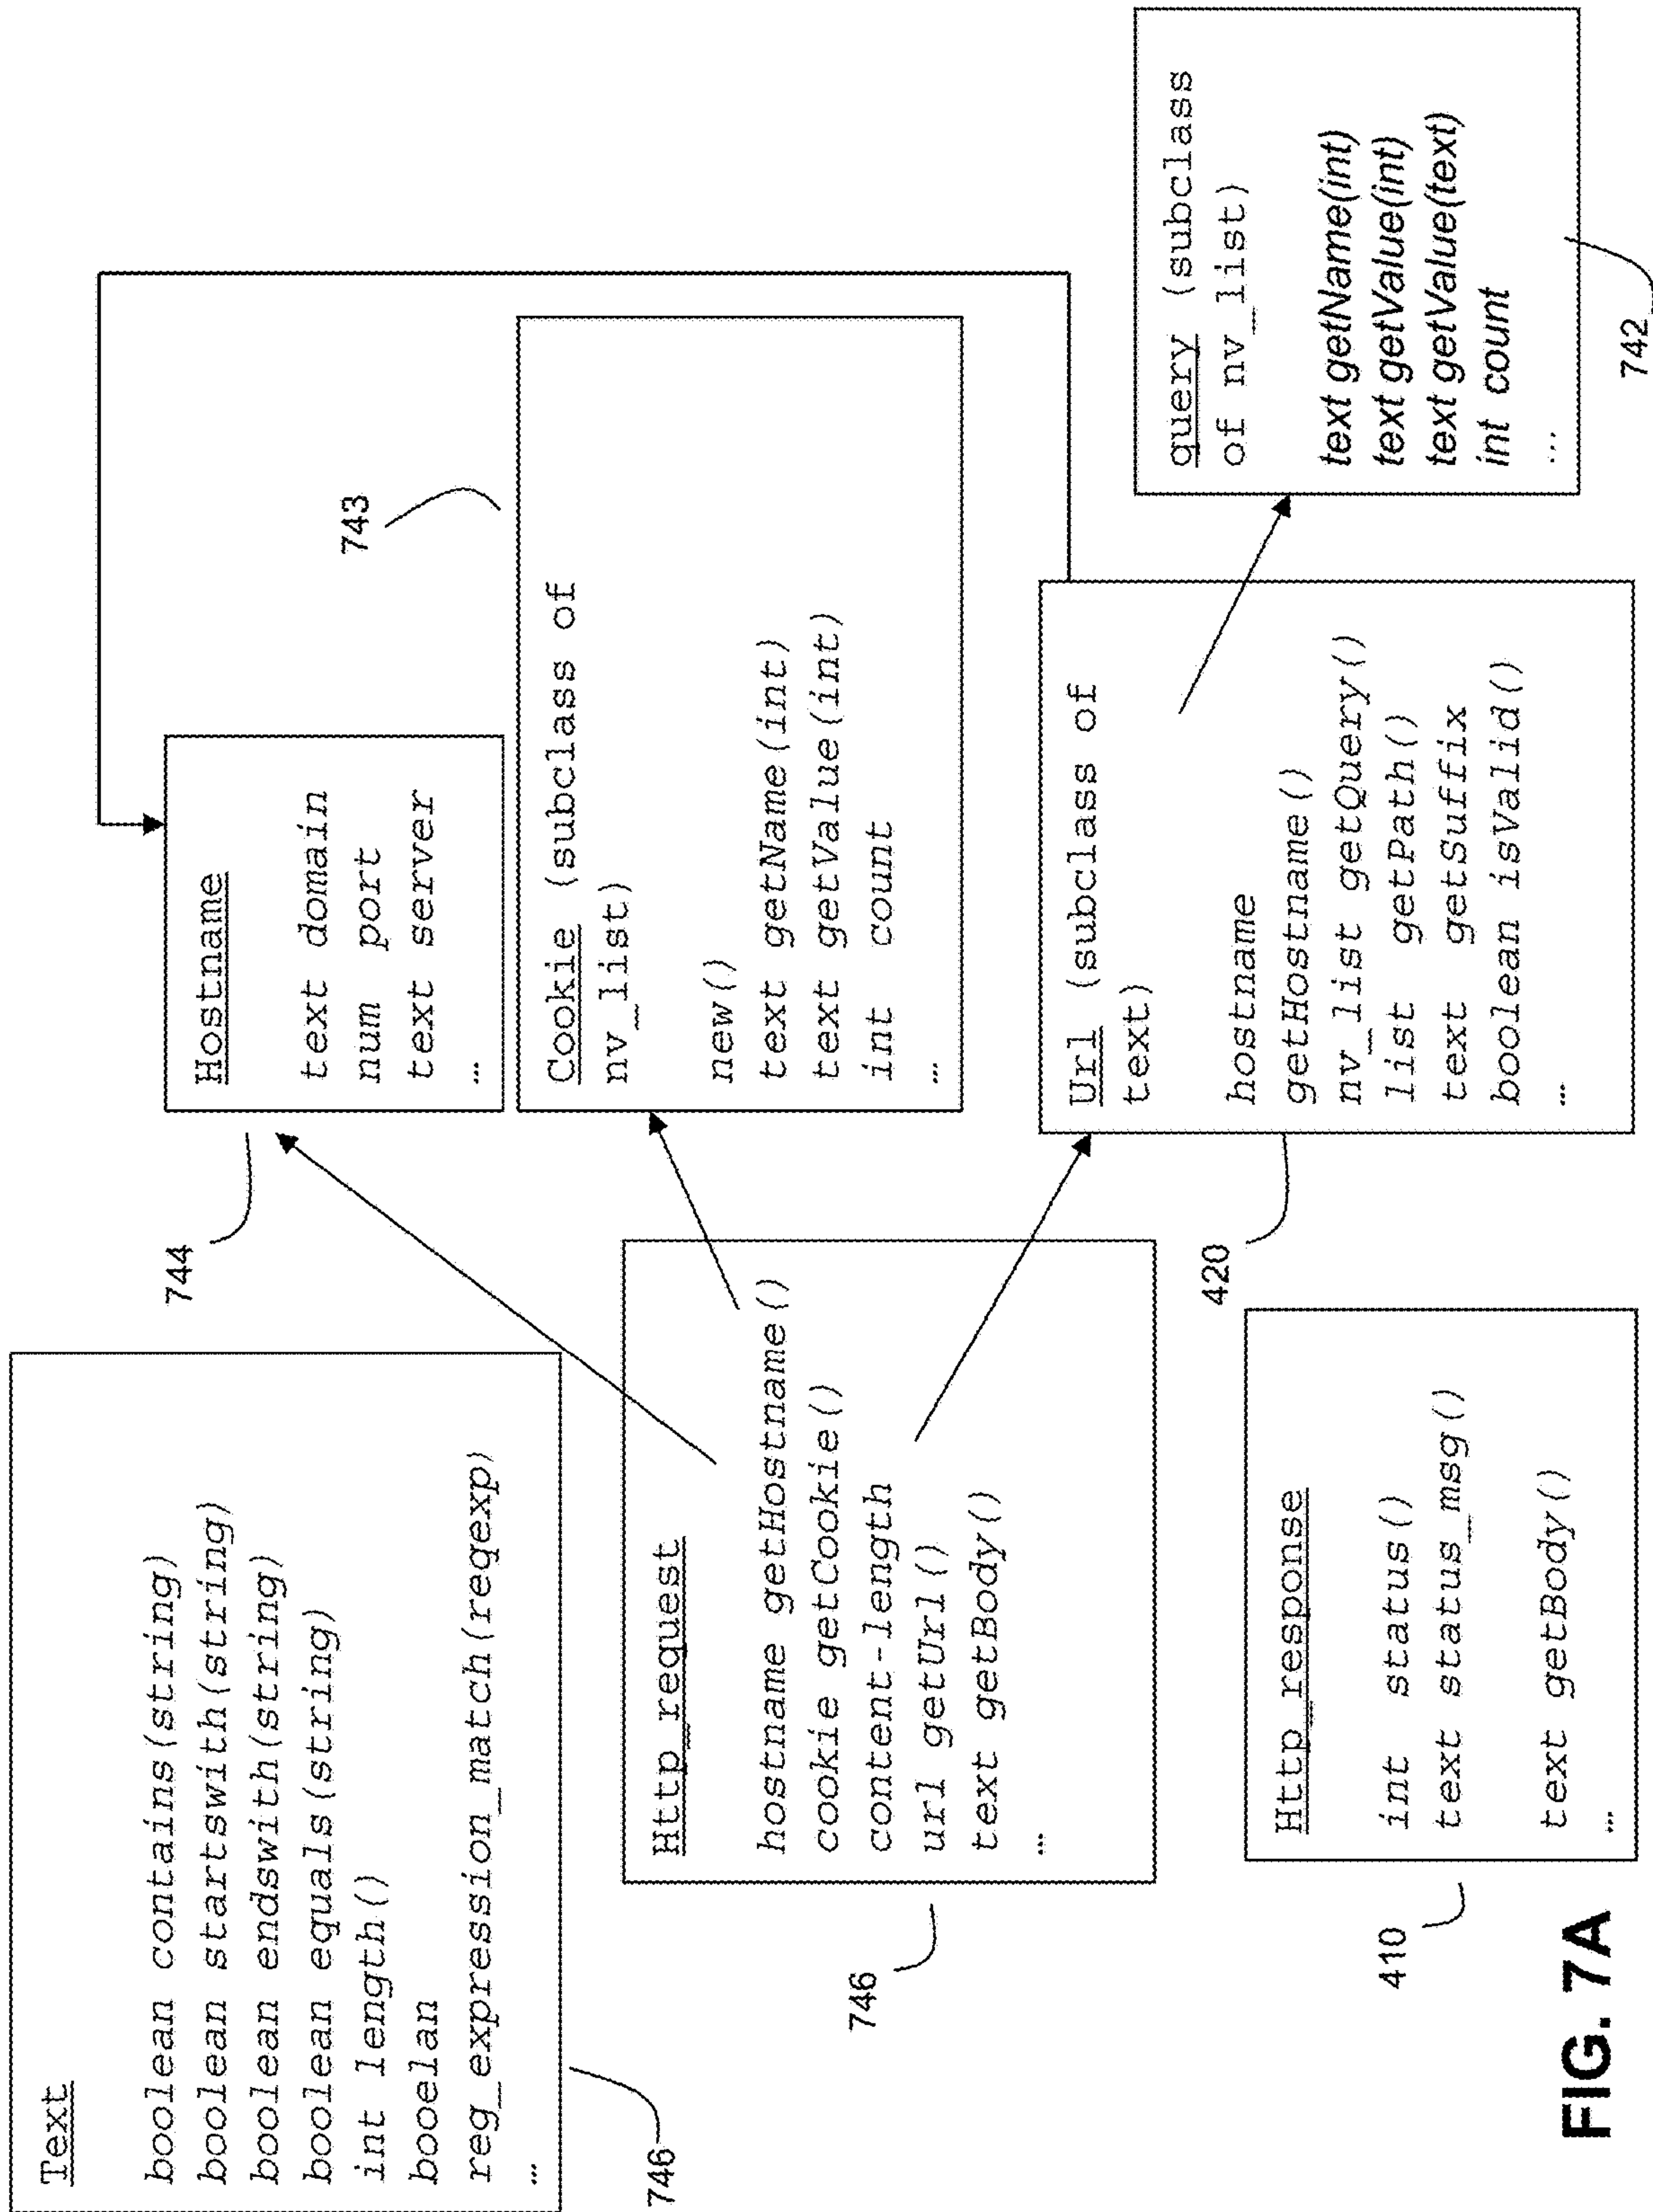 Text
boolean contains(string)
boolean startswith(string)
boolean endswith(string)
boolean equals(string)
int length()
boolean
reg_expression_match(reqexp)
...
746
Http_request
hostname getHostname()
cookie getCookie()
content-length
url getUrl()
text getBody()
...
746
Http_response
int status()
text status_msg()
text getBody()
...
410
744
Hostname
text domain
num port
text server
...
743
Cookie (subclass of
nv_list)
new()
text getName(int)
text getValue(int)
int count
...
Url (subclass of
text)
hostname
getHostname()
nv_list getQuery()
list getPath()
text getSuffix
boolean isValid()
...
420
query (subclass
of nv_list)
text getName(int)
text getValue(int)
text getValue(text)
int count
...
742
FIG. 7A